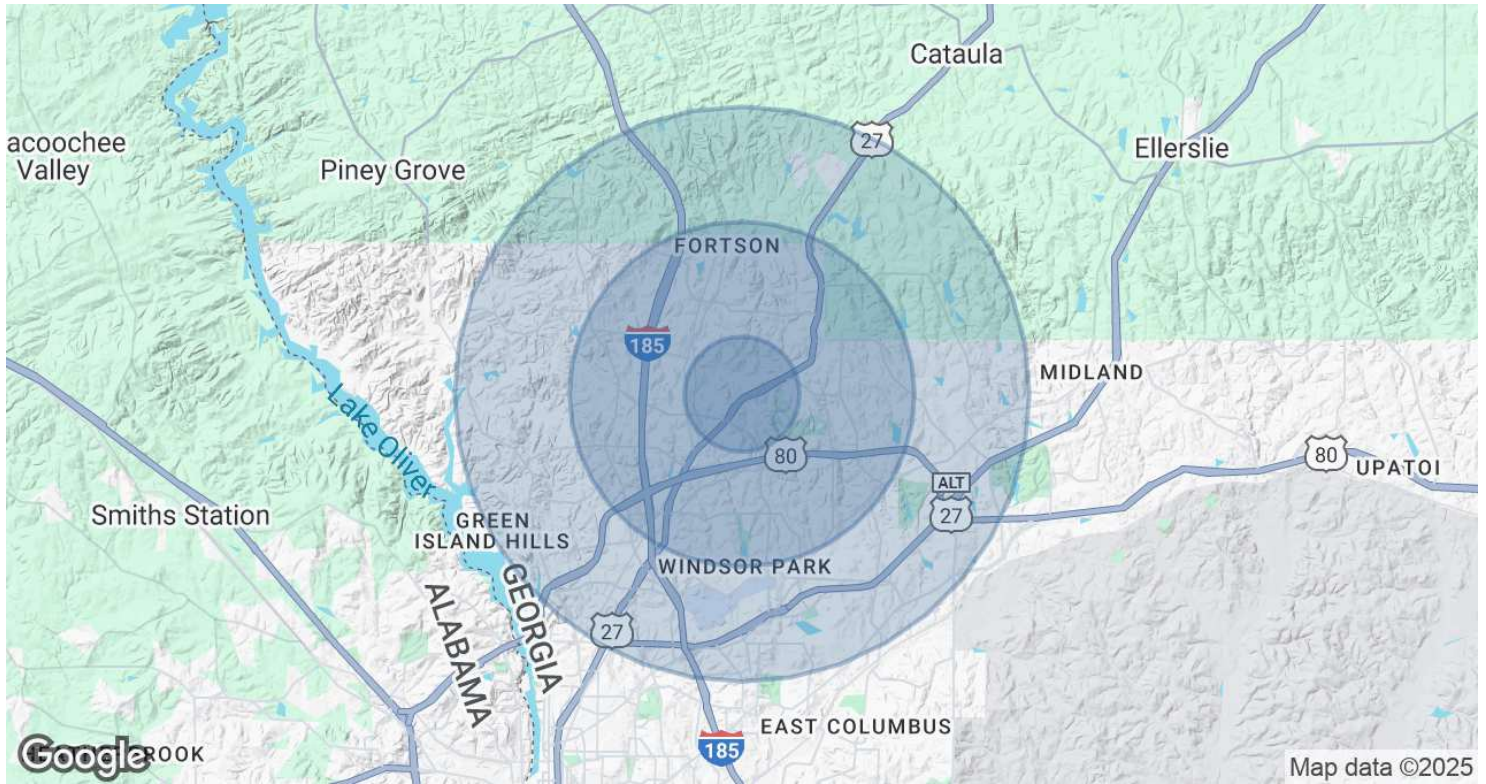 Cataula
27
acoochee
Valley
Piney Grove
Ellerslie
FORTSON
185
MIDLAND
Lake Oliver
80
80
UPATOI
ALT
27
Smiths Station
GREEN
ISLAND HILLS
WINDSOR PARK
GEORGIA
ALABAMA
27
EAST COLUMBUS
185
Google
ROOK
Map data ©2025